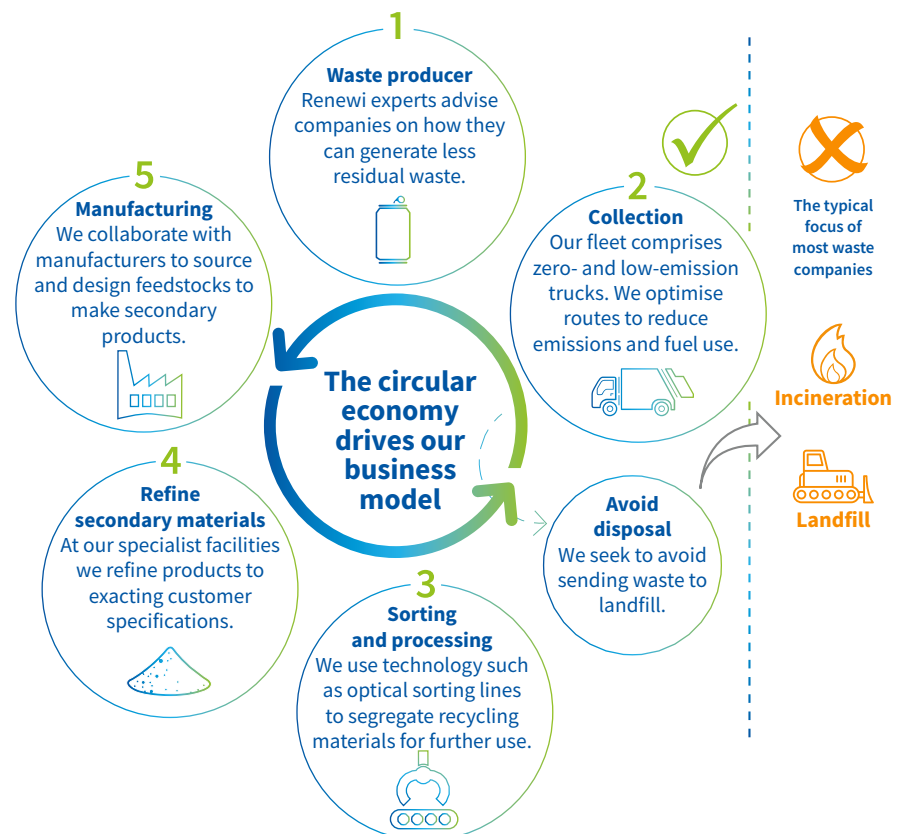 1
Waste producer
Renewi experts advise
companies on how they
can generate less
residual waste.
2
Collection
Our fleet comprises
zero- and low-emission
trucks. We optimise
routes to reduce
emissions and fuel use.
Avoid
disposal
We seek to avoid
sending waste to
landfill.
3
Sorting
and processing
We use technology such
as optical sorting lines
to segregate recycling
materials for further use.
4
Refine
secondary materials
At our specialist facilities
we refine products to
exacting customer
specifications.
5
Manufacturing
We collaborate with
manufacturers to source
and design feedstocks to
make secondary
products.
The circular
economy
drives our
business
model
The typical
focus of
most waste
companies
Incineration
Landfill